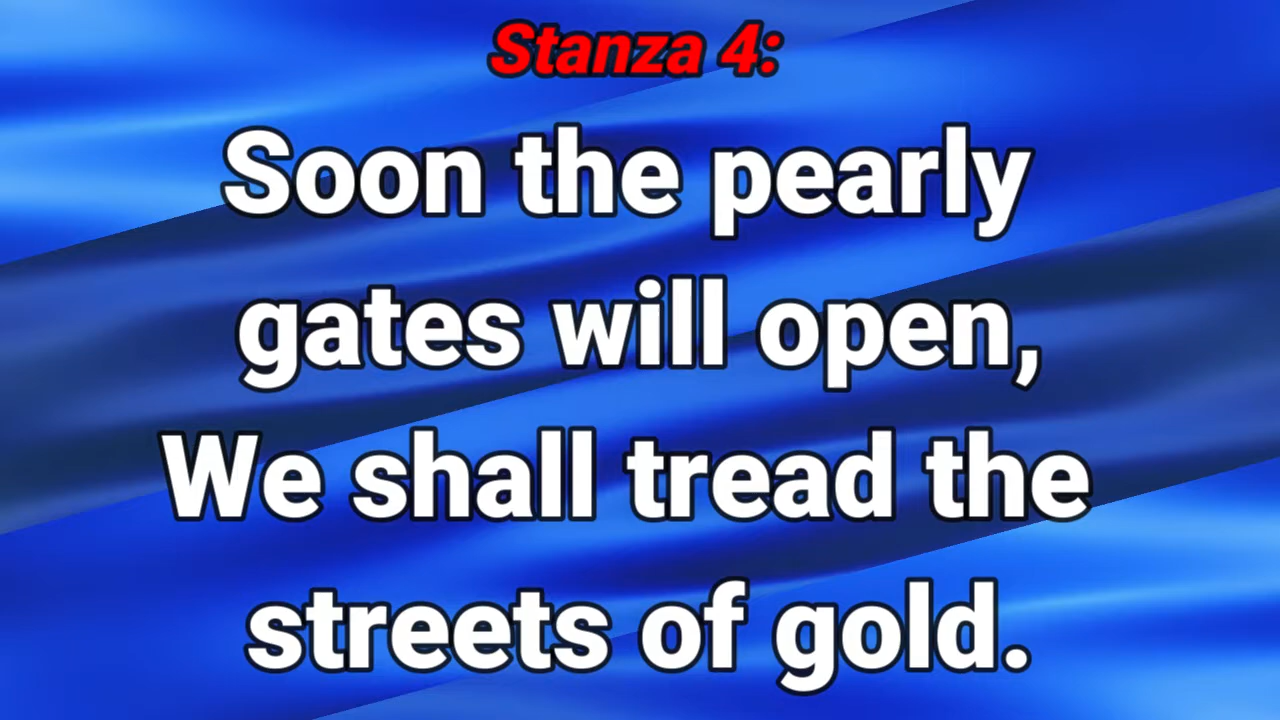 Stanza 4:
Soon the pearly
gates will open,
We shall tread the
streets of gold.